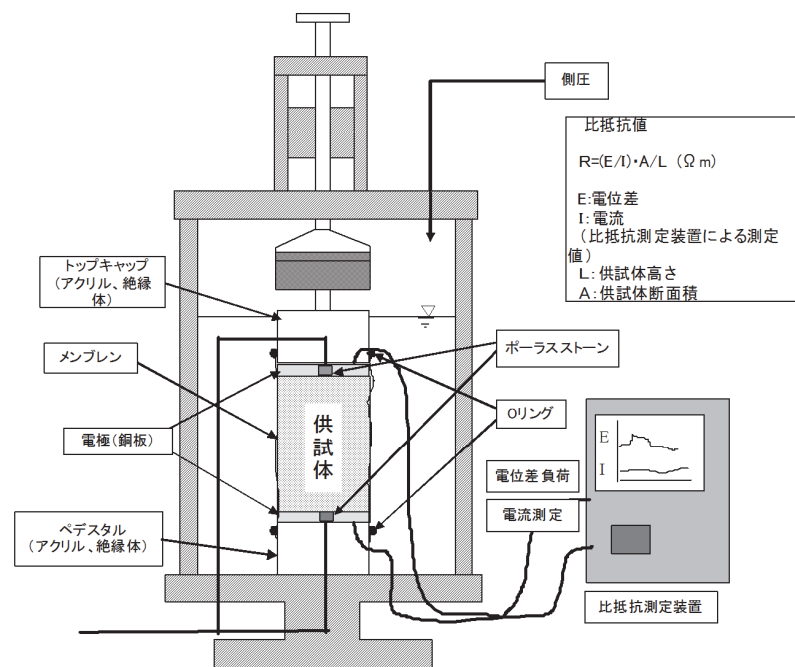 側圧
比抵抗値
R=(E/I)・A/L (Ωm)
E:電位差
I:電流
(比抵抗測定装置による測定
値)
L:供試体高さ
A:供試体断面積
トップキャップ
(アクリル、絶縁
体)
メンブレン
ポーラスストーン
供試体
Oリング
電極(銅板)
E
I
電位差負荷
電流測定
ペデスタル
(アクリル、絶縁体)
比抵抗測定装置